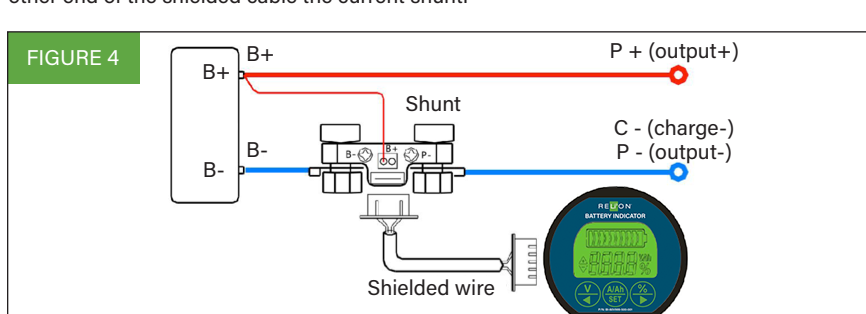 other end of the shielded cable the current shunt.
FIGURE 4
B+
P + (output+)
B+
Shunt
C - (charge-)
P - (output-)
B-
B-
B+
B-
P-
Shielded wire
RELiON
BATTERY INDICATOR
8888 %
V
A/Ah
SET
%